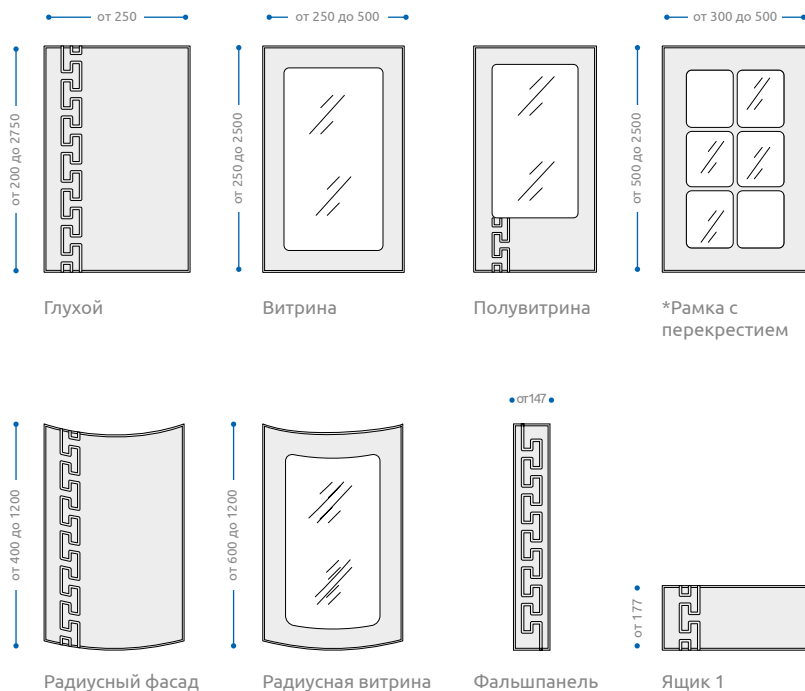 от 250
от 250 до 500
от 300 до 500
от 200 до 2750
от 250 до 2500
от 500 до 2500
Глухой
Витрина
Полувитрина
*Рамка с
перекрестием
от 147
от 400 до 1200
от 600 до 1200
от 177
Радиусный фасад
Радиусная витрина
Фальшпанель
Ящик 1